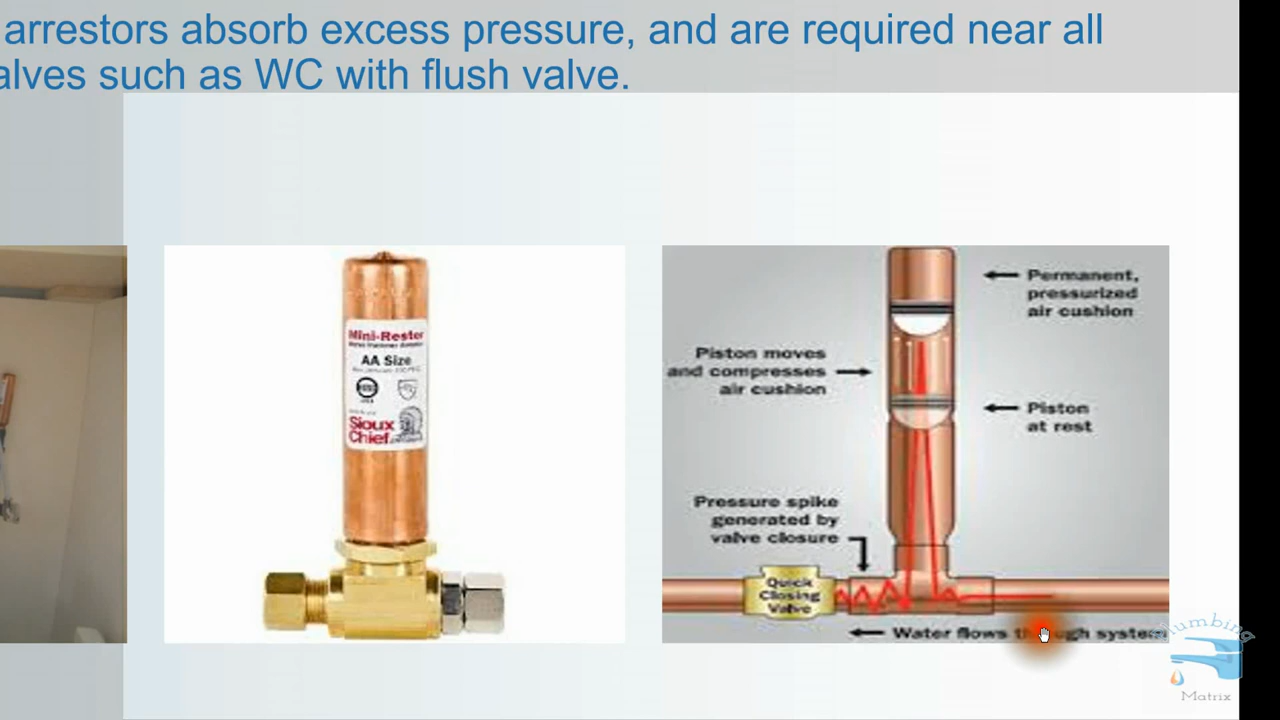 arrestors absorb excess pressure, and are required near all
alves such as WC with flush valve.
Mini-Rester
AA Size
Sioux
Chief
Permanent,
pressurized
air cushion
Piston moves
and compresses
air cushion
Piston
at rest
Pressure spike
generated by
valve closure
Quick
Closing
Valve
Water flows through system
Plumbing
Matrix